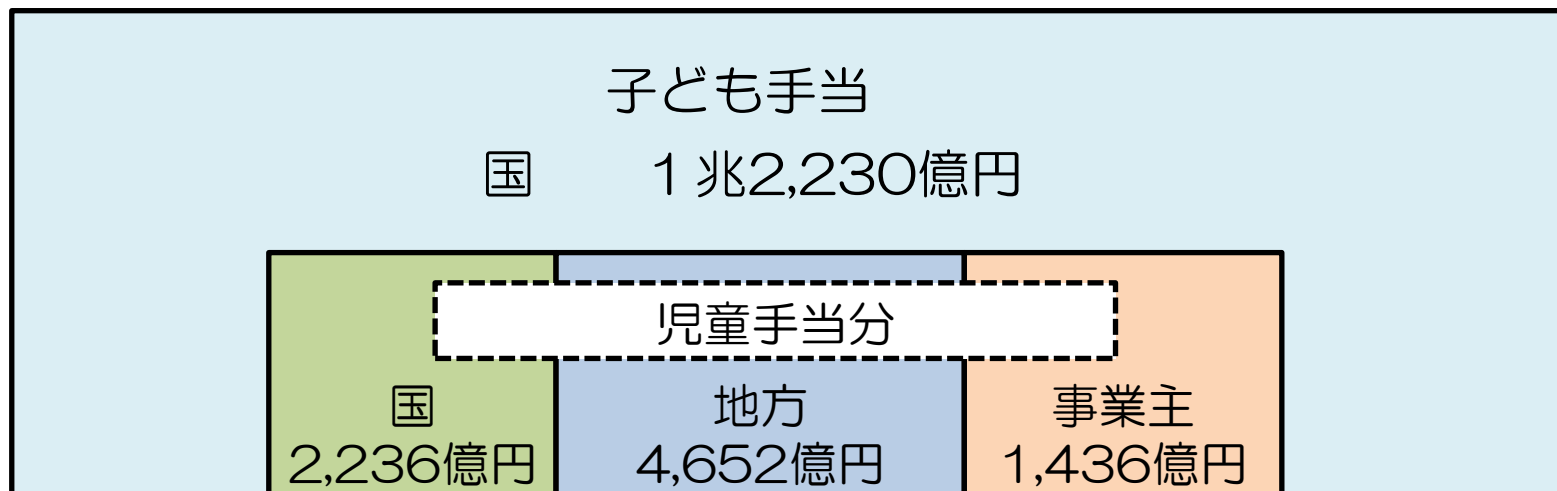 子ども手当
国　　1兆2,230億円
児童手当分
国　地方　事業主
2,236億円　4,652億円　1,436億円